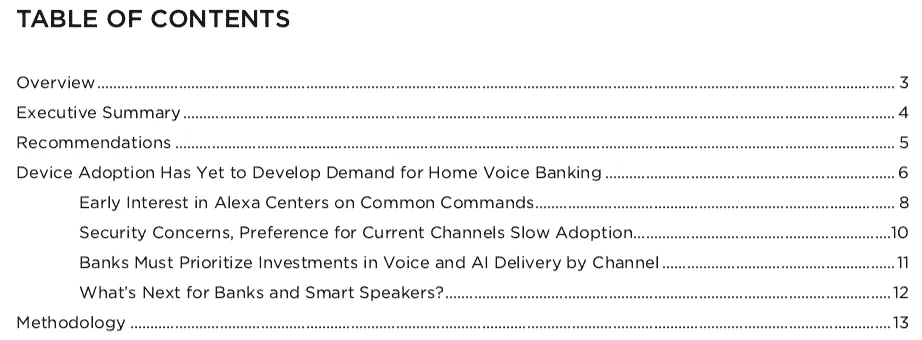 TABLE OF CONTENTS
Overview 3
Executive Summary 4
Recommendations 5
Device Adoption Has Yet to Develop Demand for Home Voice Banking 6
Early Interest in Alexa Centers on Common Commands 8
Security Concerns, Preference for Current Channels Slow Adoption 10
Banks Must Prioritize Investments in Voice and AI Delivery by Channel 11
What's Next for Banks and Smart Speakers? 12
Methodology 13